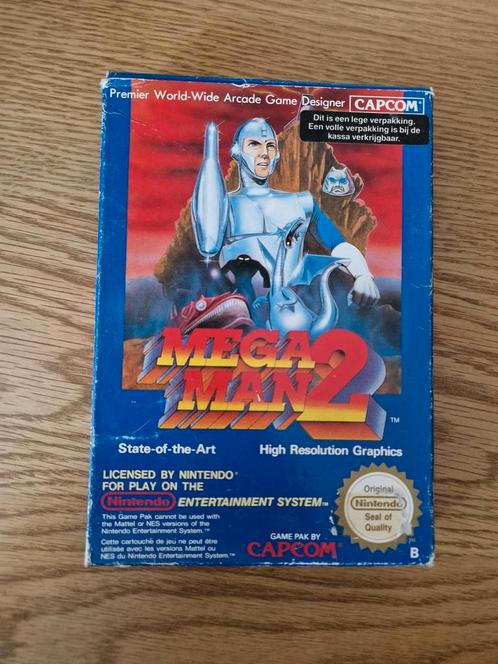 Premier World-Wide Arcade Game Designer CAPCOM
Dit is een lege verpakking.
Een volle verpakking is bij de
kassa verkrijgbaar.
MEGA
MAN 2
TM
State-of-the-Art
High Resolution Graphics
LICENSED BY NINTENDO®
FOR PLAY ON THE
Nintendo ENTERTAINMENT SYSTEM™
This Game Pak cannot be used with
the Mattel or NES versions of the
Nintendo Entertainment System.™
Cette cartouche de jeu ne peut être
utilisée avec les versions Mattel ou
NES du Nintendo Entertainment System.™
GAME PAK BY
CAPCOM®
Original
Nintendo
Seal of
Quality
B